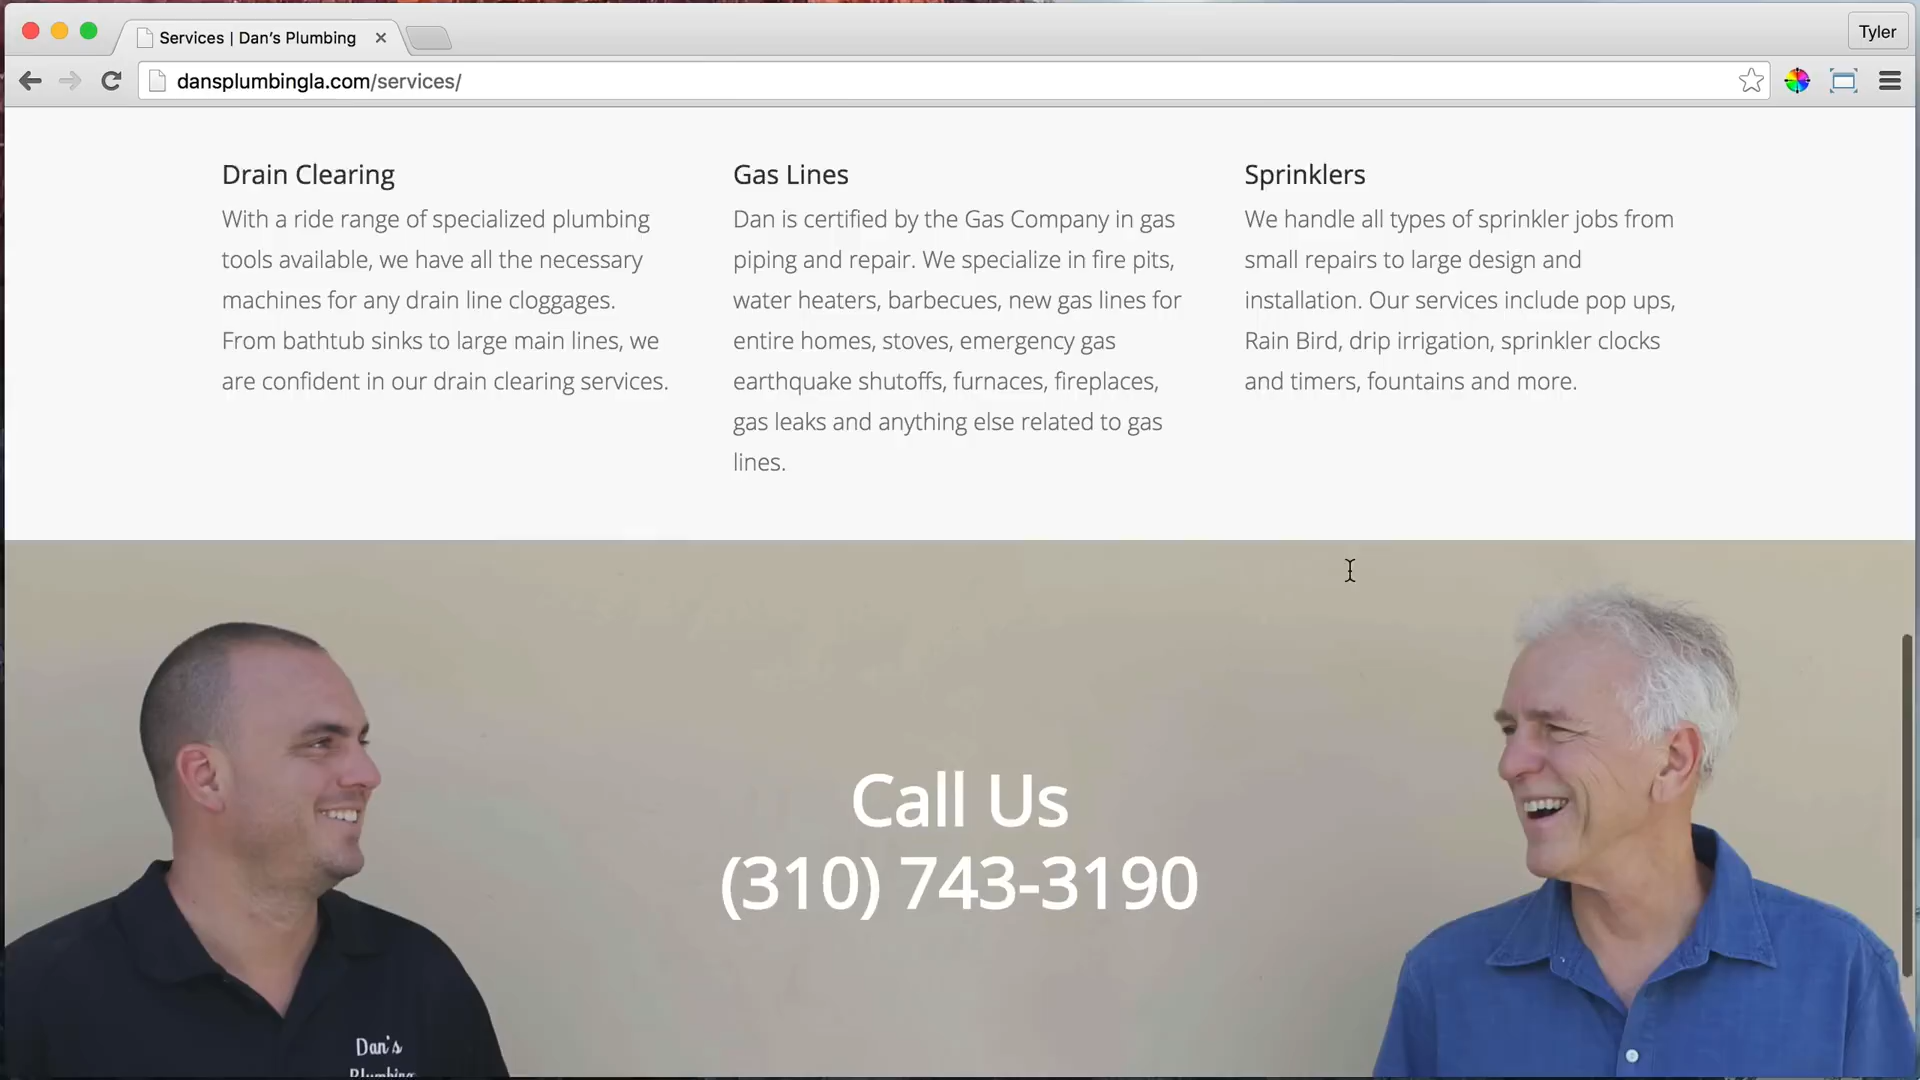 Services | Dan's Plumbing
Tyler
dansplumbingla.com/services/
Drain Clearing
With a ride range of specialized plumbing
tools available, we have all the necessary
machines for any drain line cloggages.
From bathtub sinks to large main lines, we
are confident in our drain clearing services.
Gas Lines
Dan is certified by the Gas Company in gas
piping and repair. We specialize in fire pits,
water heaters, barbecues, new gas lines for
entire homes, stoves, emergency gas
earthquake shutoffs, furnaces, fireplaces,
gas leaks and anything else related to gas
lines.
Sprinklers
We handle all types of sprinkler jobs from
small repairs to large design and
installation. Our services include pop ups,
Rain Bird, drip irrigation, sprinkler clocks
and timers, fountains and more.
Call Us
(310) 743-3190
Dan's
Plumbing